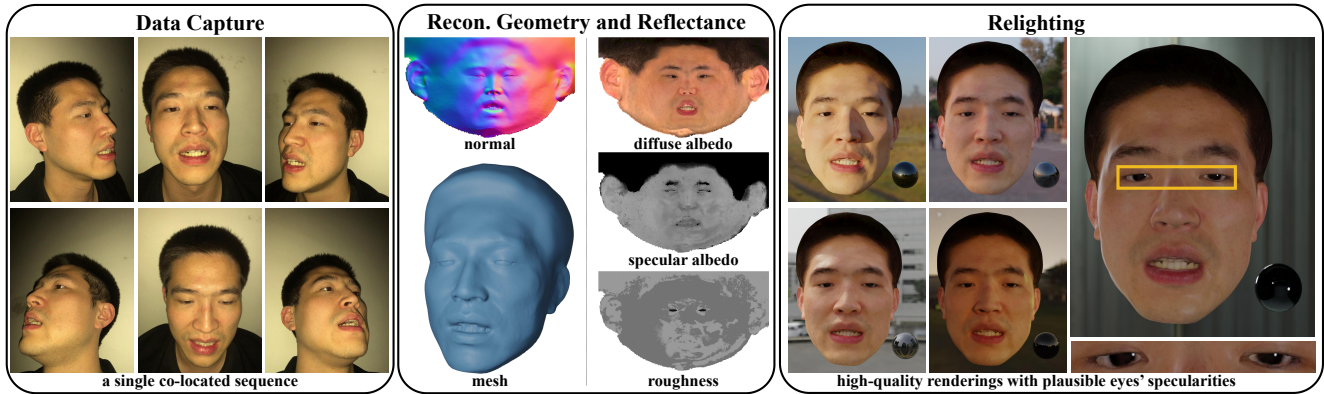 Data Capture
a single co-located sequence
Recon. Geometry and Reflectance
normal
diffuse albedo
specular albedo
mesh
roughness
Relighting
high-quality renderings with plausible eyes' specularities